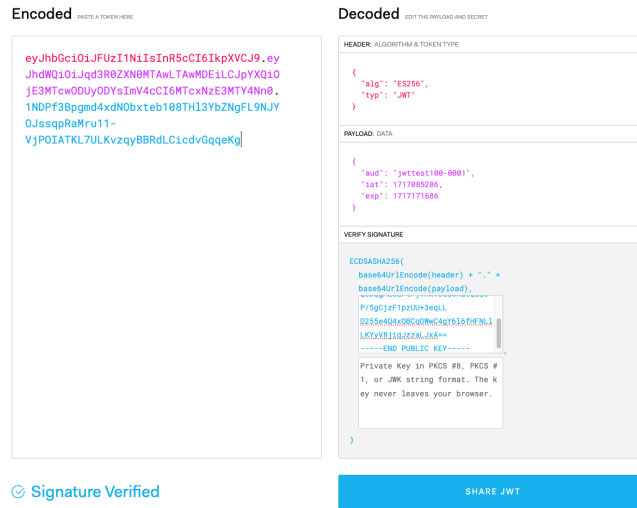 Encoded PASTE A TOKEN HERE
eyJhbGciOiJFUzI1NiIsInR5cCI6IkpXVCJ9.ey
JhdWQiOiJqd3R0ZXN0MTAwLTAwMDEiLCJpYXQiO
jE3MTcwODUyODYsImV4cCI6MTcxNzE3MTY4Nn0.
1NDPf3Bpgmd4xdNObxteb108THl3YbZNgFL9NJY
OJssqpRaMru11-
VjPOIATKL7ULKvzqyBBRdLCicdvGqqeKg
Signature Verified
Decoded EDIT THE PAYLOAD AND SECRET
HEADER: ALGORITHM & TOKEN TYPE
{
"alg": "ES256",
"typ": "JWT"
}
PAYLOAD: DATA
{
"aud": "jwttest100-0001",
"iat": 1717085286,
"exp": 1717171686
}
VERIFY SIGNATURE
ECDSASHA256(
base64UrlEncode(header) + "." +
base64UrlEncode(payload),
P/5gCjzF1pzUU+3eqLL
D255e4Q4xOBCqOWwC4gY6l6fHFNLl
LKYyV8jiqJzzaLJxA==
-----END PUBLIC KEY-----
,
Private Key in PKCS #8, PKCS #
1, or JWK string format. The k
ey never leaves your browser.
)
SHARE JWT